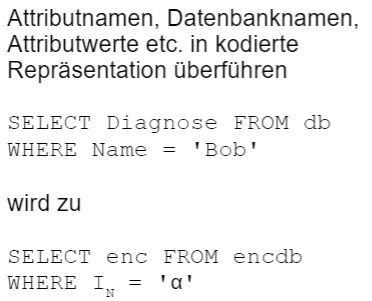 Attributnamen, Datenbanknamen,
Attributwerte etc. in kodierte
Repräsentation überführen
SELECT Diagnose FROM db
WHERE Name = 'Bob'
wird zu
SELECT enc FROM encdb
WHERE I_N = 'α'